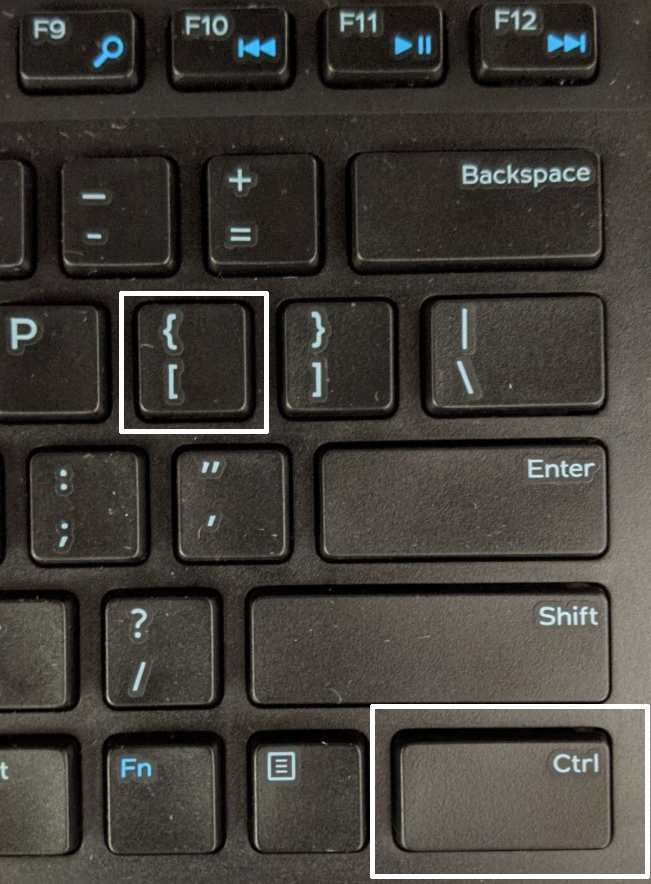 F9 F10 F11 F12
_ + Backspace
- =
P { } |
[ ] \
: " Enter
; '
? Shift
/
t Fn Ctrl